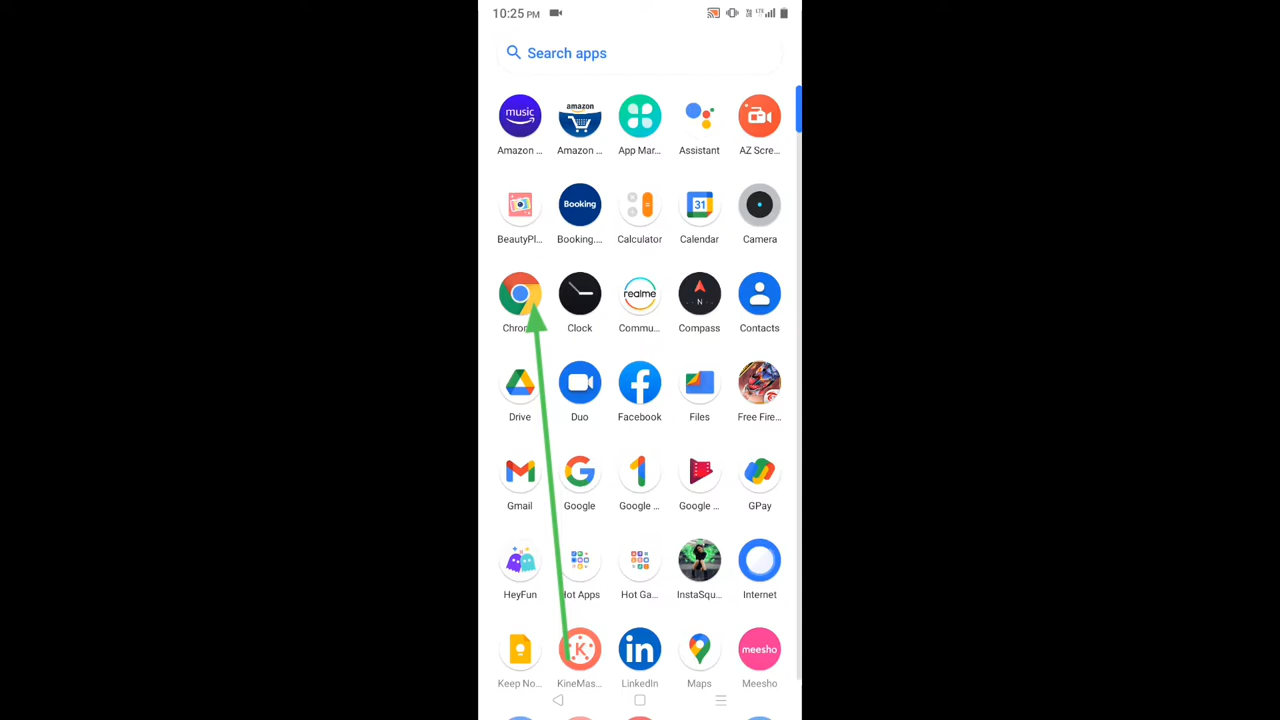 10:25 PM
Search apps
music
amazon
Amazon ...
Amazon ...
App Mar...
Assistant
AZ Scre...
Booking
31
BeautyPl...
Booking....
Calculator
Calendar
Camera
realme
N
Chro
Clock
Commu...
Compass
Contacts
Drive
Duo
Facebook
Files
Free Fire...
Gmail
Google
Google ...
Google ...
GPay
HeyFun
Hot Apps
Hot Ga...
InstaSqu...
Internet
K
in
meesho
Keep No...
KineMas...
LinkedIn
Maps
Meesho